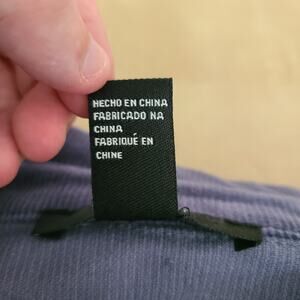 HECHO EN CHINA
FABRICADO NA
CHINA
FABRIQUÉ EN
CHINE